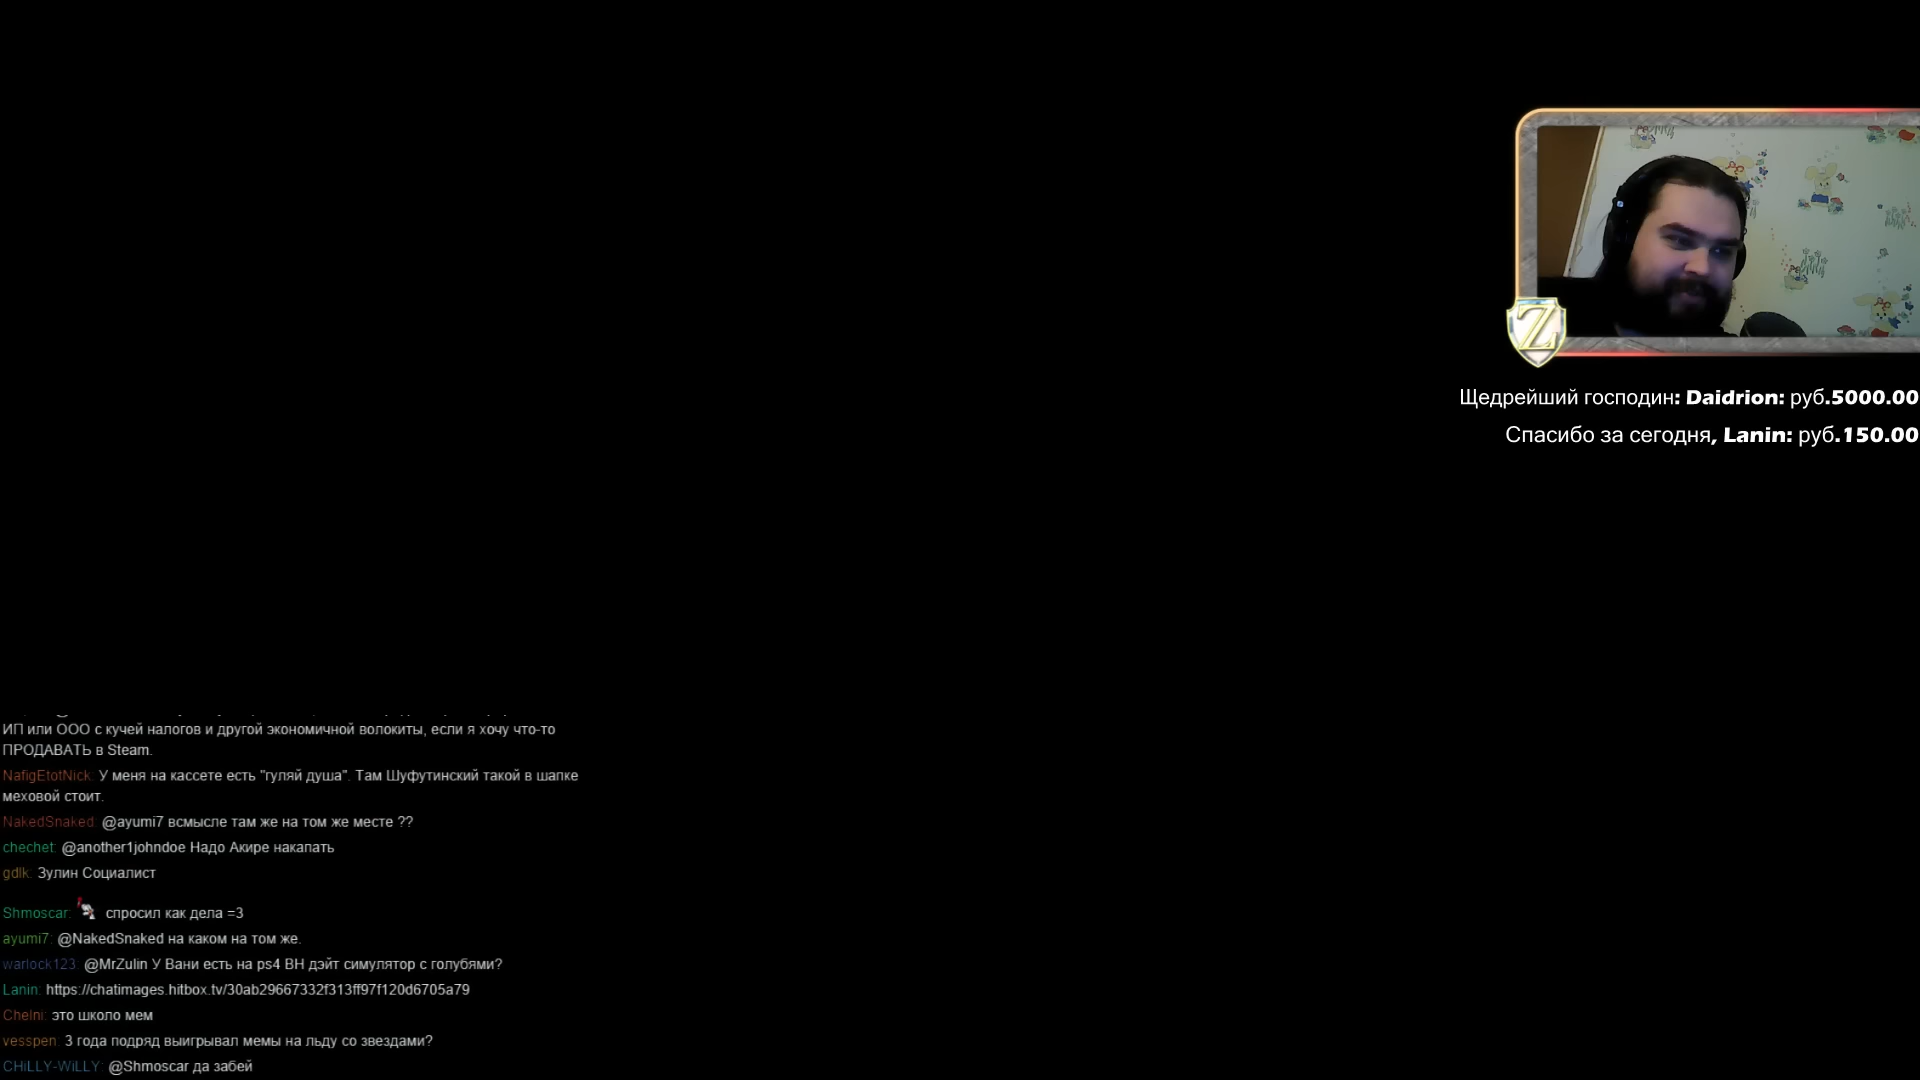 Z
Щедрейший господин: Daidrion: руб.5000.00
Спасибо за сегодня, Lanin: руб.150.00
ИП или ООО с кучей налогов и другой экономичной волокиты, если я хочу что-то
ПРОДАВАТЬ в Steam.
NafigEtotNick: У меня на кассете есть "гуляй душа". Там Шуфутинский такой в шапке
меховой стоит.
NakedSnaked: @ayumi7 всмысле там же на том же месте ??
chechet: @another1johndoe Надо Акире накапать
gdlk: Зулин Социалист
Shmoscar: спросил как дела =3
ayumi7: @NakedSnaked на каком на том же.
warlock123: @MrZulin У Вани есть на ps4 ВН дэйт симулятор с голубями?
Lanin: https://chatimages.hitbox.tv/30ab29667332f313ff97f120d6705a79
Chelni: это школо мем
vesspen: 3 года подряд выигрывал мемы на льду со звездами?
CHiLLY-WiLLY: @Shmoscar да забей